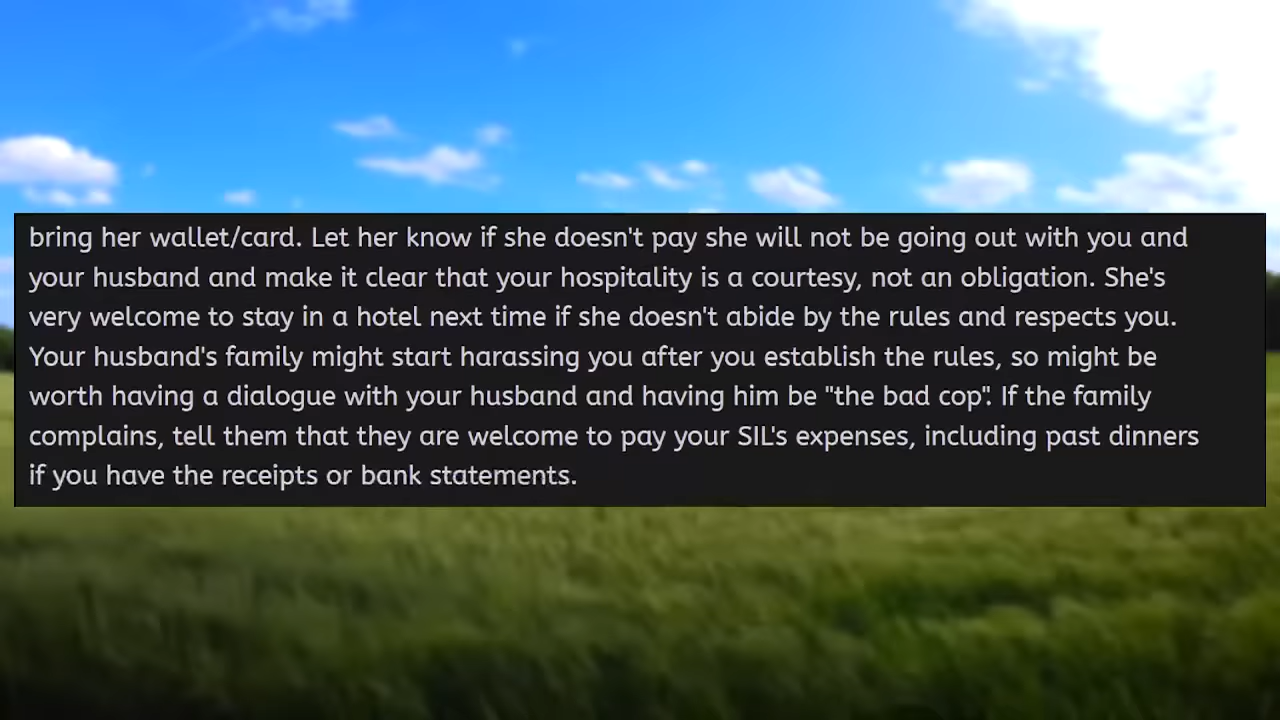 bring her wallet/card. Let her know if she doesn't pay she will not be going out with you and
your husband and make it clear that your hospitality is a courtesy, not an obligation. She's
very welcome to stay in a hotel next time if she doesn't abide by the rules and respects you.
Your husband's family might start harassing you after you establish the rules, so might be
worth having a dialogue with your husband and having him be "the bad cop". If the family
complains, tell them that they are welcome to pay your SIL's expenses, including past dinners
if you have the receipts or bank statements.